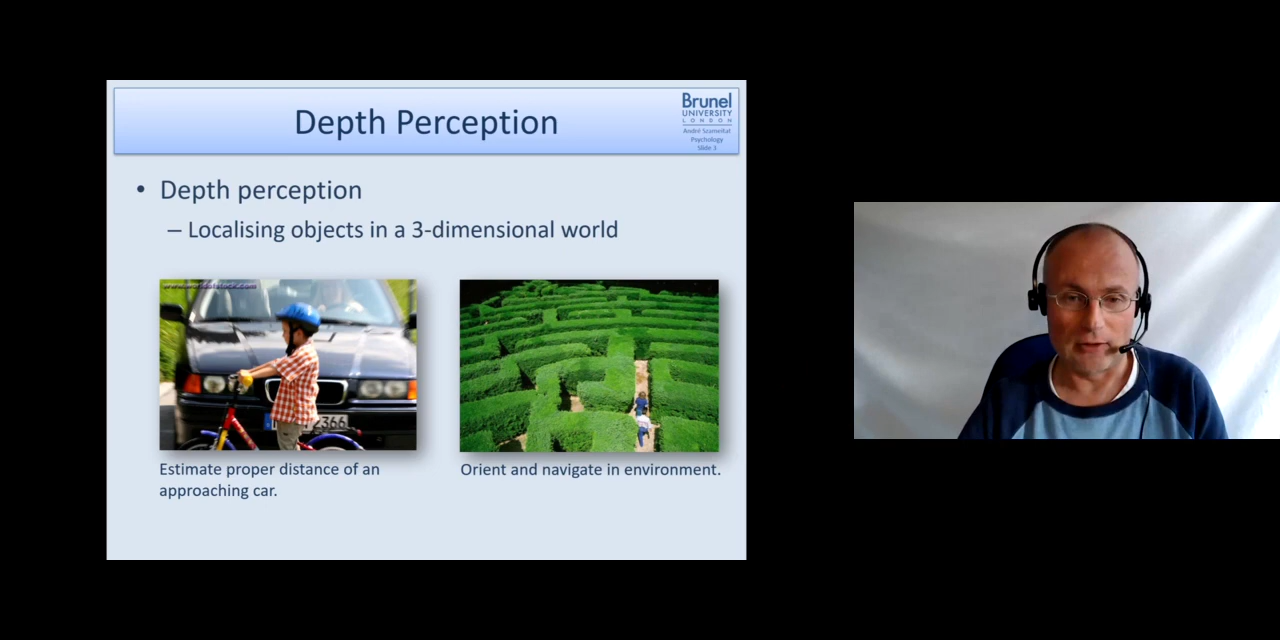 Depth Perception
Brunel
UNIVERSITY
LONDON
André Szameitat
Psychology
Slide 3
• Depth perception
– Localising objects in a 3-dimensional world
2366
Estimate proper distance of an
approaching car.
Orient and navigate in environment.